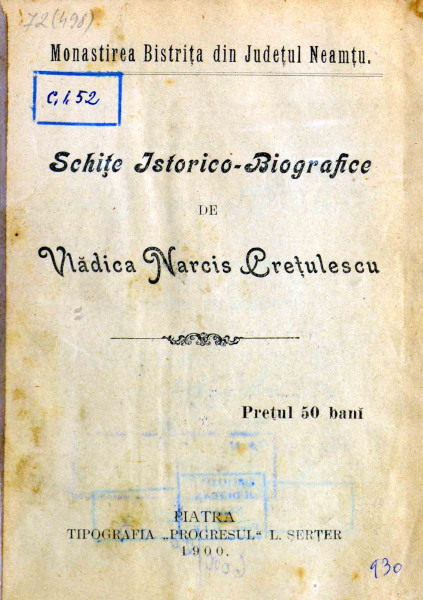 72(498)
Monastirea Bistrița din Județul Neamțu.
C, I. 52
Schițe Istorico-Biografice
DE
Vlădica Narcis Crețulescu
Prețul 50 bani
PIATRA
TIPOGRAFIA „PROGRESUL" L. SERȚER
1900.
930